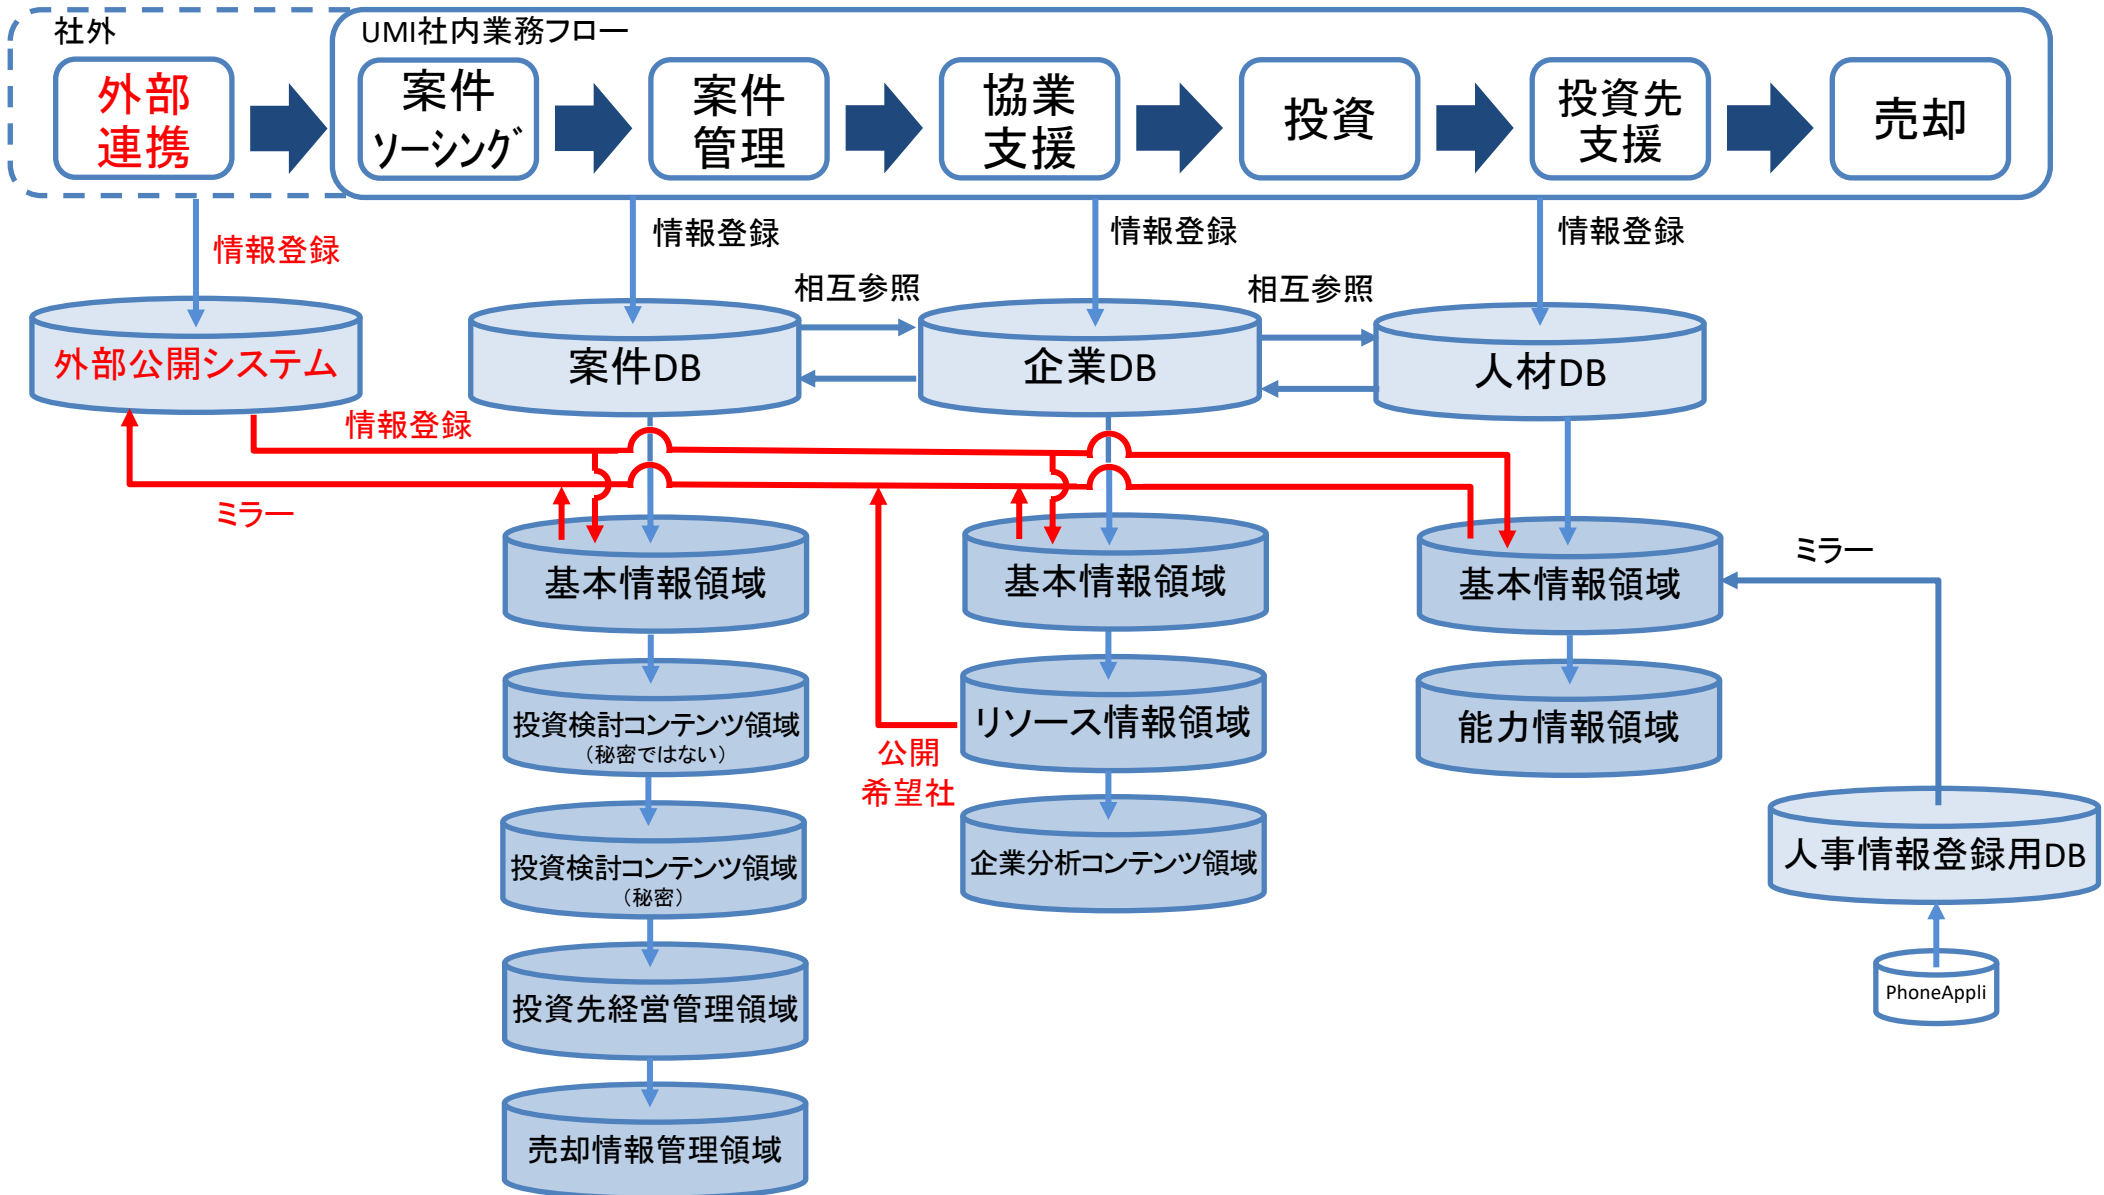 社外
UMI社内業務フロー
外部
連携
案件
ソーシング
案件
管理
協業
支援
投資
投資先
支援
売却
情報登録
情報登録
情報登録
情報登録
相互参照
相互参照
外部公開システム
案件DB
企業DB
人材DB
情報登録
ミラー
基本情報領域
基本情報領域
基本情報領域
ミラー
投資検討コンテンツ領域
（秘密ではない）
リソース情報領域
能力情報領域
公開
希望社
投資検討コンテンツ領域
（秘密）
企業分析コンテンツ領域
人事情報登録用DB
投資先経営管理領域
PhoneAppli
売却情報管理領域